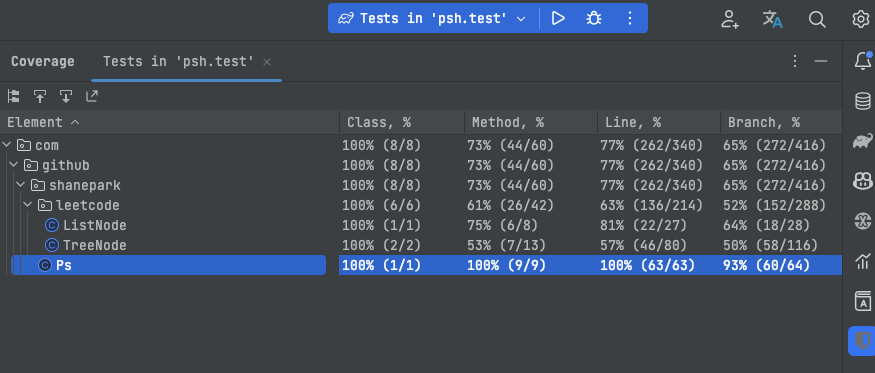 Tests in 'psh.test'
Coverage Tests in 'psh.test'
Element Class, % Method, % Line, % Branch, %
com 100% (8/8) 73% (44/60) 77% (262/340) 65% (272/416)
github 100% (8/8) 73% (44/60) 77% (262/340) 65% (272/416)
shanepark 100% (8/8) 73% (44/60) 77% (262/340) 65% (272/416)
leetcode 100% (6/6) 61% (26/42) 63% (136/214) 52% (152/288)
ListNode 100% (1/1) 75% (6/8) 81% (22/27) 64% (18/28)
TreeNode 100% (2/2) 53% (7/13) 57% (46/80) 50% (58/116)
Ps 100% (1/1) 100% (9/9) 100% (63/63) 93% (60/64)